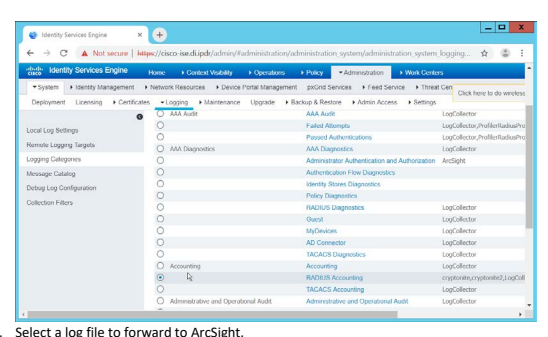 Identity Services Engine
Not secure | https://cisco-ise.di.ipdr/admin/#administration/administration_system/administration_system_logging...
CISCO Identity Services Engine Home Context Visibility Operations Policy Administration Work Centers
System Identity Management Network Resources Device Portal Management pxGrid Services Feed Service Threat Cen
Click here to do wireless
Deployment Licensing Certificates Logging Maintenance Upgrade Backup & Restore Admin Access Settings
Local Log Settings
Remote Logging Targets
Logging Categories
Message Catalog
Debug Log Configuration
Collection Filters
AAA Audit AAA Audit LogCollector
Failed Attempts LogCollector,ProfilerRadiusPro
Passed Authentications LogCollector,ProfilerRadiusPro
AAA Diagnostics AAA Diagnostics LogCollector
Administrator Authentication and Authorization ArcSight
Authentication Flow Diagnostics
Identity Stores Diagnostics
Policy Diagnostics
RADIUS Diagnostics LogCollector
Guest LogCollector
MyDevices LogCollector
AD Connector LogCollector
TACACS Diagnostics LogCollector
Accounting Accounting LogCollector
RADIUS Accounting cryptonite,cryptonite2,LogColl
TACACS Accounting LogCollector
Administrative and Operational Audit Administrative and Operational Audit LogCollector
Select a log file to forward to ArcSight.